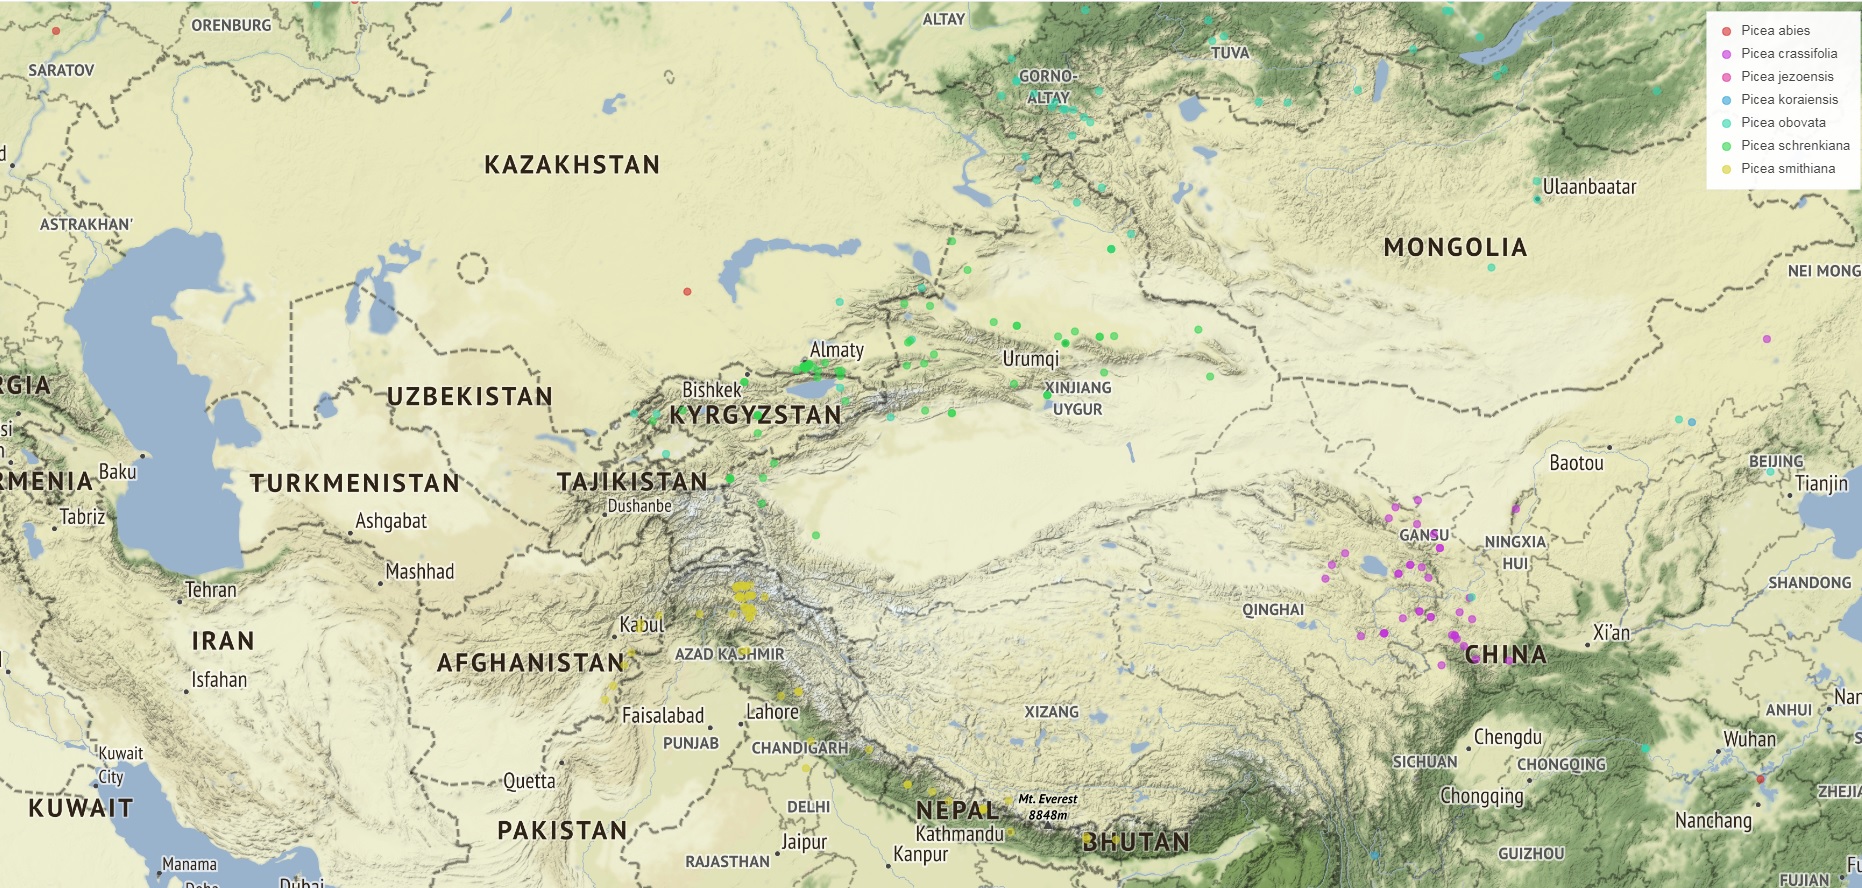 ORENBURG
ALTAY
Picea abies
Picea crassifolia
Picea jezoensis
Picea koraiensis
Picea obovata
Picea schrenkiana
Picea smithiana
SARATOV
TUVA
GORNO-
ALTAY
KAZAKHSTAN
Ulaanbaatar
ASTRAKHAN'
MONGOLIA
NEI MONG
Almaty
Urumqi
RGIA
Bishkek
XINJIANG
UYGUR
UZBEKISTAN
KYRGYZSTAN
si
Baku
RMENIA
TURKMENISTAN
TAJIKISTAN
Dushanbe
Baotou
BEIJING
Tianjin
Tabriz
Ashgabat
GANSU
NINGXIA
HUI
Mashhad
Tehran
SHANDONG
QINGHAI
IRAN
Kabul
Xi'an
AFGHANISTAN
AZAD KASHMIR
CHINA
Isfahan
Faisalabad
Lahore
XIZANG
ANHUI
Nan
PUNJAB
CHANDIGARH
Chengdu
Wuhan
Kuwait
City
Quetta
SICHUAN
CHONGQING
KUWAIT
DELHI
NEPAL
Mt. Everest
8848m
Chongqing
ZHEJIA
PAKISTAN
Jaipur
Kathmandu
BHUTAN
Nanchang
Manama
RAJASTHAN
Kanpur
GUIZHOU
Doha
Dubai
FUJIAN